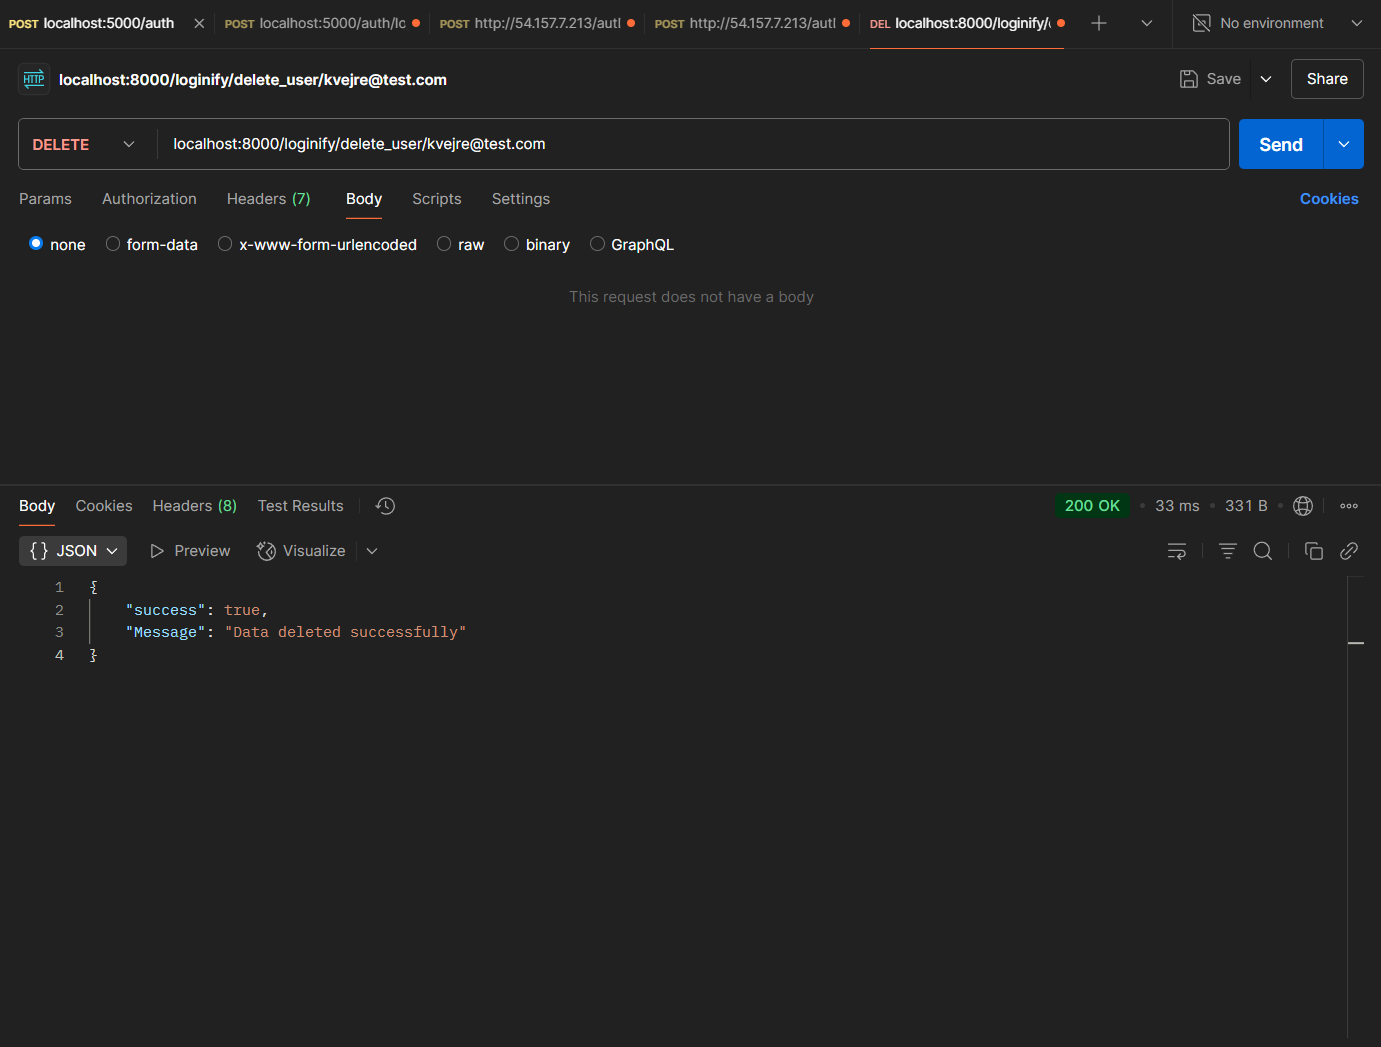 POST localhost:5000/auth
POST localhost:5000/auth/lo
POST http://54.157.7.213/autl
POST http://54.157.7.213/autl
DEL localhost:8000/loginify/
No environment
HTTP localhost:8000/loginify/delete_user/kvejre@test.com
Save
Share
DELETE localhost:8000/loginify/delete_user/kvejre@test.com
Send
Params Authorization Headers (7) Body Scripts Settings Cookies
none form-data x-www-form-urlencoded raw binary GraphQL
This request does not have a body
Body Cookies Headers (8) Test Results 200 OK 33 ms 331 B
{} JSON Preview Visualize
1 {
2 "success": true,
3 "Message": "Data deleted successfully"
4 }